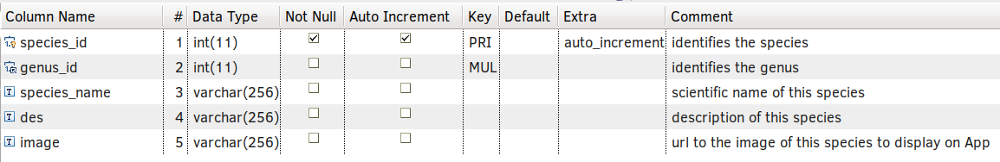 Column Name # Data Type Not Null Auto Increment Key Default Extra Comment
species_id 1 int(11) PRI auto_increment identifies the species
genus_id 2 int(11) MUL identifies the genus
species_name 3 varchar(256) scientific name of this species
des 4 varchar(256) description of this species
image 5 varchar(256) url to the image of this species to display on App